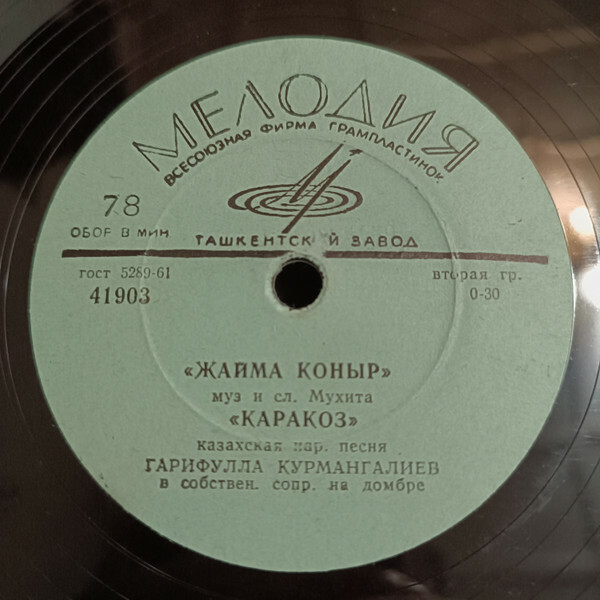 МЕЛОДИЯ
ВСЕСОЮЗНАЯ ФИРМА ГРАМПЛАСТИНОК
78
ОБОР В МИН
ТАШКЕНТСКИЙ ЗАВОД
гост 5289-61
вторая гр.
41903
0-30
«ЖАЙМА КОНЫР»
муз и сл. Мухита
«КАРАКОЗ»
казахская нар. песня
ГАРИФУЛЛА КУРМАНГАЛИЕВ
в собствен. сопр. на домбре